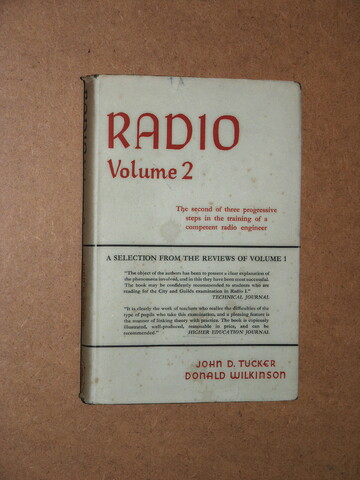 RADIO
Volume 2
The second of three progressive
steps in the training of a
competent radio engineer
A SELECTION FROM THE REVIEWS OF VOLUME I
"The object of the authors has been to present a clear explanation of
the phenomena involved, and in this they have been most successful.
The book may be confidently recommended to students who are
reading for the City and Guilds examination in Radio I."
TECHNICAL JOURNAL
"It is clearly the work of teachers who realise the difficulties of the
type of pupils who take this examination, and a pleasing feature is
the manner of linking theory with practice. The book is copiously
illustrated, well-produced, reasonable in price, and can be
recommended."
HIGHER EDUCATION JOURNAL
JOHN D. TUCKER
DONALD WILKINSON